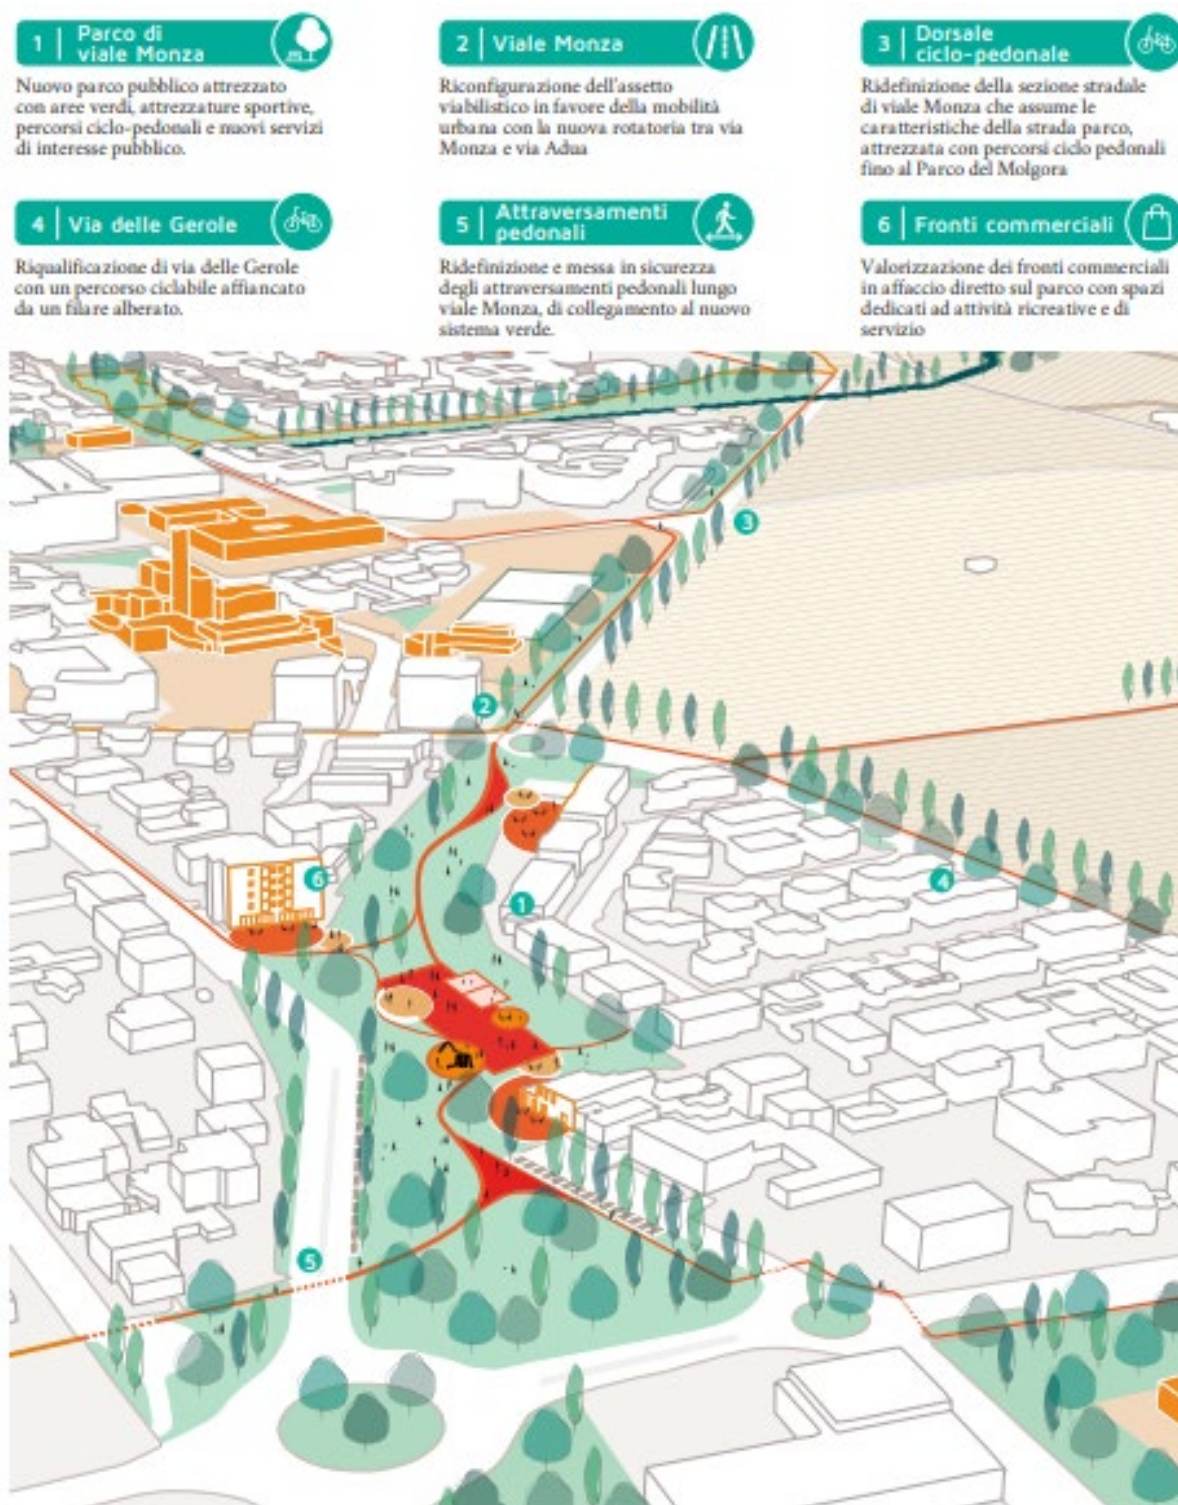 1 | Parco di
viale Monza
Nuovo parco pubblico attrezzato
con aree verdi, attrezzature sportive,
percorsi ciclo-pedonali e nuovi servizi
di interesse pubblico.
2 | Viale Monza
Riconfigurazione dell'assetto
viabilistico in favore della mobilità
urbana con la nuova rotatoria tra via
Monza e via Adua
3 | Dorsale
ciclo-pedonale
Ridefinizione della sezione stradale
di viale Monza che assume le
caratteristiche della strada parco,
attrezzata con percorsi ciclo pedonali
fino al Parco del Molgora
4 | Via delle Gerole
Riqualificazione di via delle Gerole
con un percorso ciclabile affiancato
da un filare alberato.
5 | Attraversamenti
pedonali
Ridefinizione e messa in sicurezza
degli attraversamenti pedonali lungo
viale Monza, di collegamento al nuovo
sistema verde.
6 | Fronti commerciali
Valorizzazione dei fronti commerciali
in affaccio diretto sul parco con spazi
dedicati ad attività ricreative e di
servizio
3
2
6
4
1
5